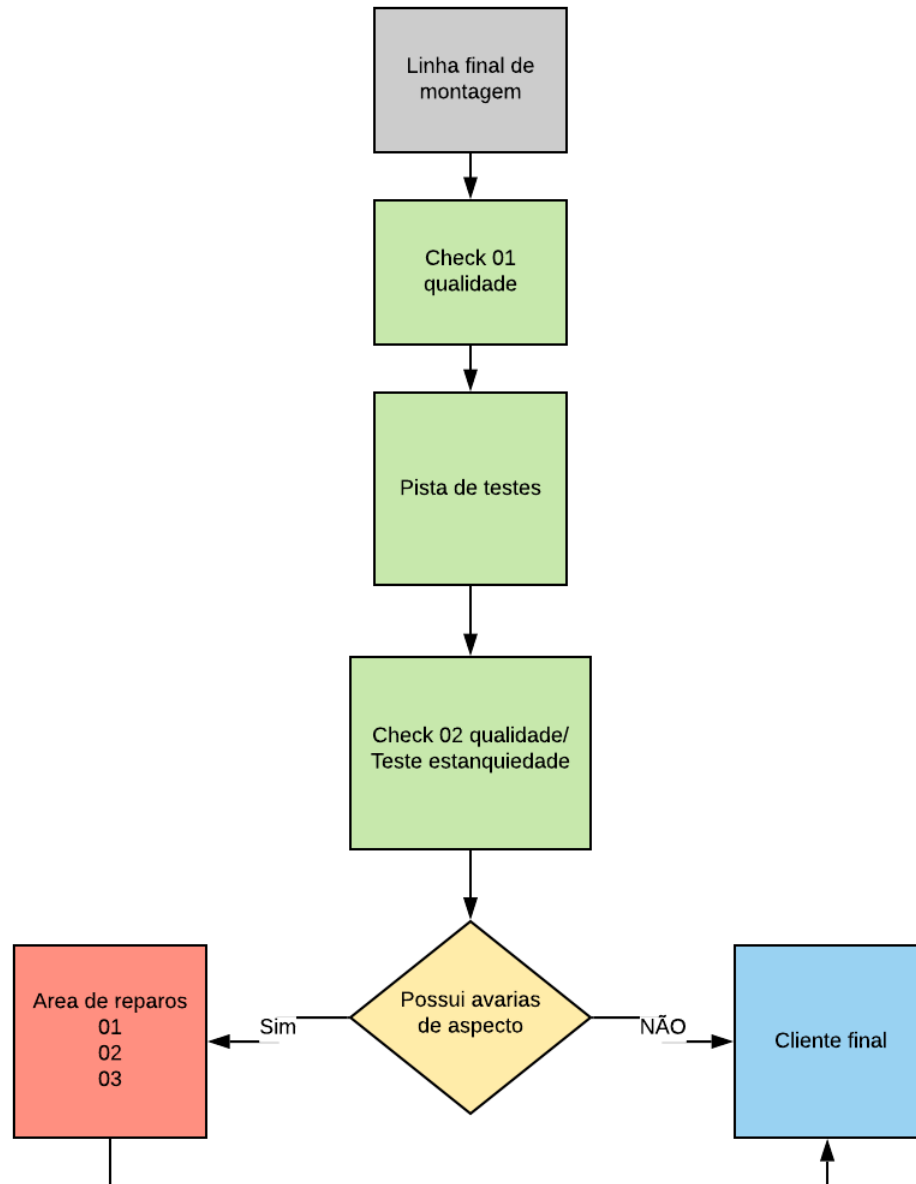 Linha final de
montagem
Check 01
qualidade
Pista de testes
Check 02 qualidade/
Teste estanquiedade
Possui avarias
de aspecto
Area de reparos
01
02
03
Sim
NÃO
Cliente final